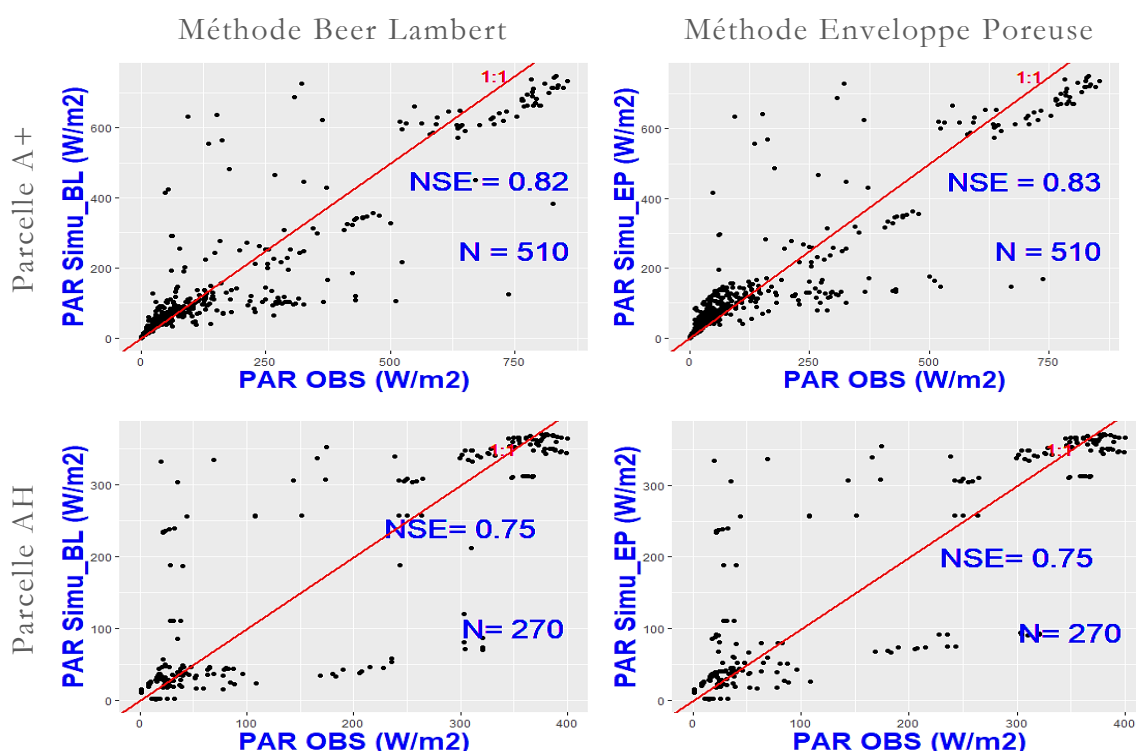 Méthode Beer Lambert
Méthode Enveloppe Poreuse
Parcelle A+
PAR Simu_BL (W/m2)
600
400
200
0
1:1
NSE = 0.82
N = 510
0
250
500
750
PAR OBS (W/m2)
PAR Simu_EP (W/m2)
600
400
200
0
1:1
NSE = 0.83
N = 510
0
250
500
750
PAR OBS (W/m2)
Parcelle AH
PAR Simu_BL (W/m2)
300
200
100
0
1:1
NSE= 0.75
N= 270
0
100
200
300
400
PAR OBS (W/m2)
PAR Simu_EP (W/m2)
300
200
100
0
1:1
NSE= 0.75
N= 270
0
100
200
300
400
PAR OBS (W/m2)